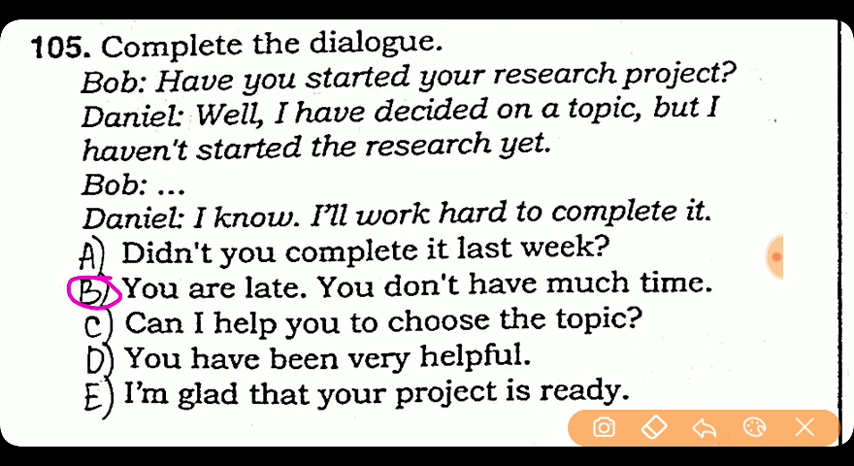 105. Complete the dialogue.
Bob: Have you started your research project?
Daniel: Well, I have decided on a topic, but I
haven't started the research yet.
Bob: ...
Daniel: I know. I'll work hard to complete it.
A) Didn't you complete it last week?
B) You are late. You don't have much time.
C) Can I help you to choose the topic?
D) You have been very helpful.
E) I'm glad that your project is ready.